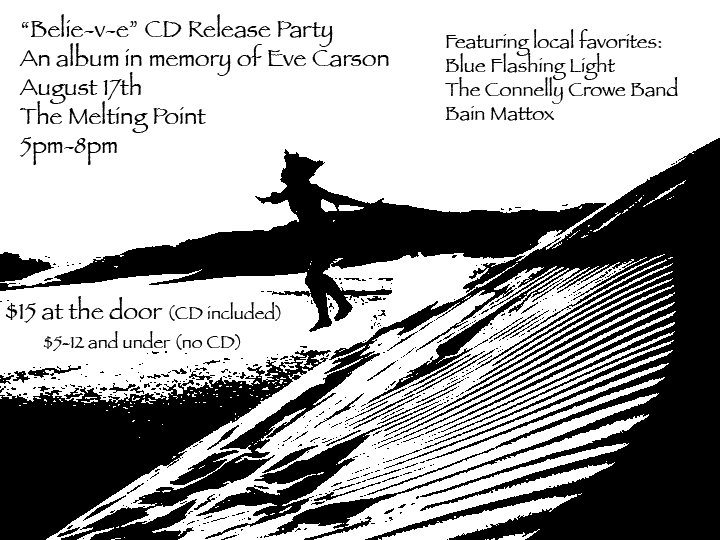 “Belie-v-e” CD Release Party
An album in memory of Eve Carson
August 17th
The Melting Point
5pm-8pm
Featuring local favorites:
Blue Flashing Light
The Connelly Crowe Band
Bain Mattox
$15 at the door (CD included)
$5-12 and under (no CD)